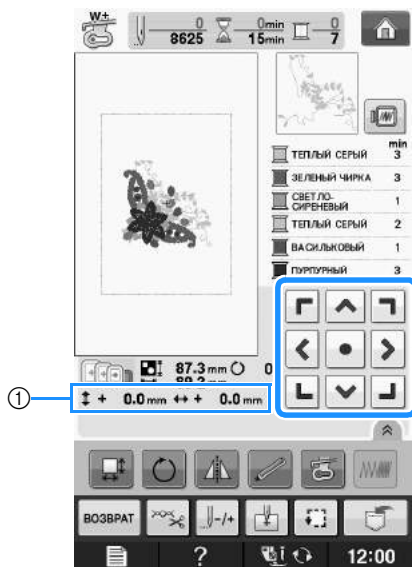 W±
0
8625
0min
15min
0
7
min
ТЕПЛЫЙ СЕРЫЙ 3
ЗЕЛЕНЫЙ ЧИРКА 3
СВЕТЛО-
СИРЕНЕВЫЙ 1
ТЕПЛЫЙ СЕРЫЙ 2
ВАСИЛЬКОВЫЙ 1
ПУРПУРНЫЙ 3
87.3 mm 0
1 + 0.0 mm + 0.0 mm
ВОЗВРАТ -/+
? 12:00